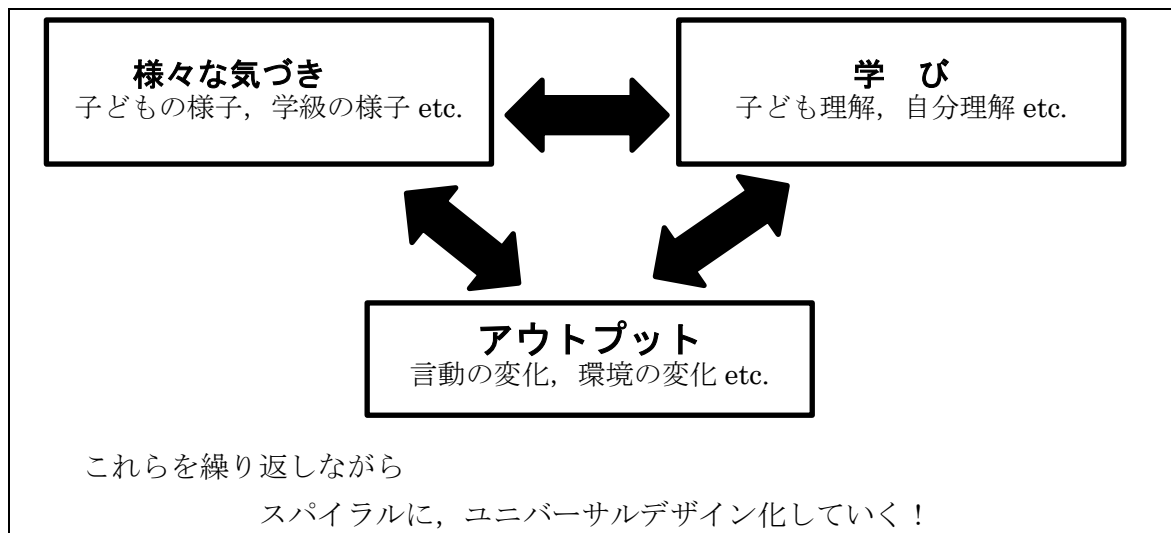 様々な気づき
子どもの様子，学級の様子 etc.
学　び
子ども理解，自分理解 etc.
アウトプット
言動の変化，環境の変化 etc.
これらを繰り返しながら
スパイラルに，ユニバーサルデザイン化していく！